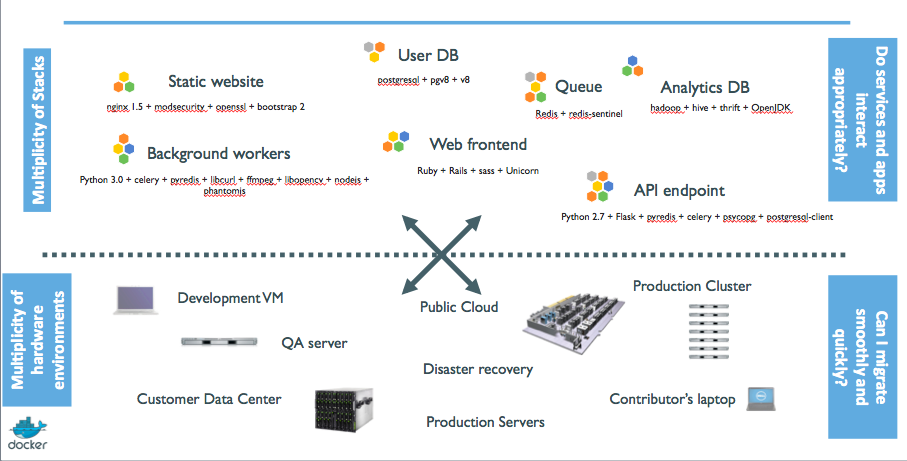 Multiplicity of Stacks
Static website
nginx 1.5 + modsecurity + openssl + bootstrap 2
User DB
postgresql + pgv8 + v8
Queue
Redis + redis-sentinel
Analytics DB
hadoop + hive + thrift + OpenJDK
Background workers
Python 3.0 + celery + pyredis + libcurl + ffmpeg + libopencv + nodejs +
phantomjs
Web frontend
Ruby + Rails + sass + Unicorn
API endpoint
Python 2.7 + Flask + pyredis + celery + psycopg + postgresql-client
Do services and apps
interact
appropriately?
Multiplicity of
hardware
environments
Development VM
QA server
Customer Data Center
Public Cloud
Disaster recovery
Production Servers
Production Cluster
Contributor's laptop
Can I migrate
smoothly and
quickly?
docker